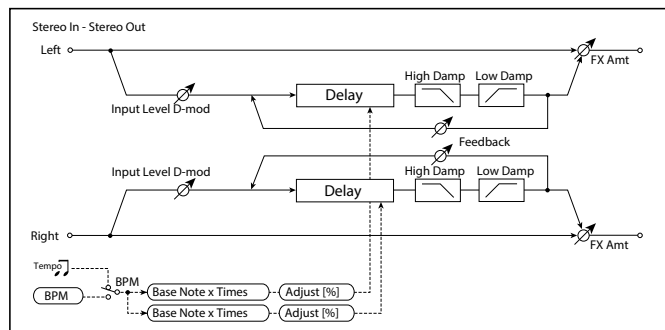 Stereo In - Stereo Out
Left
FX Amt
High Damp
Low Damp
Delay
Input Level D-mod
Feedback
Input Level D-mod
High Damp
Low Damp
Delay
Right
FX Amt
Tempo
BPM
BPM
Base Note x Times
Adjust [%]
Base Note x Times
Adjust [%]